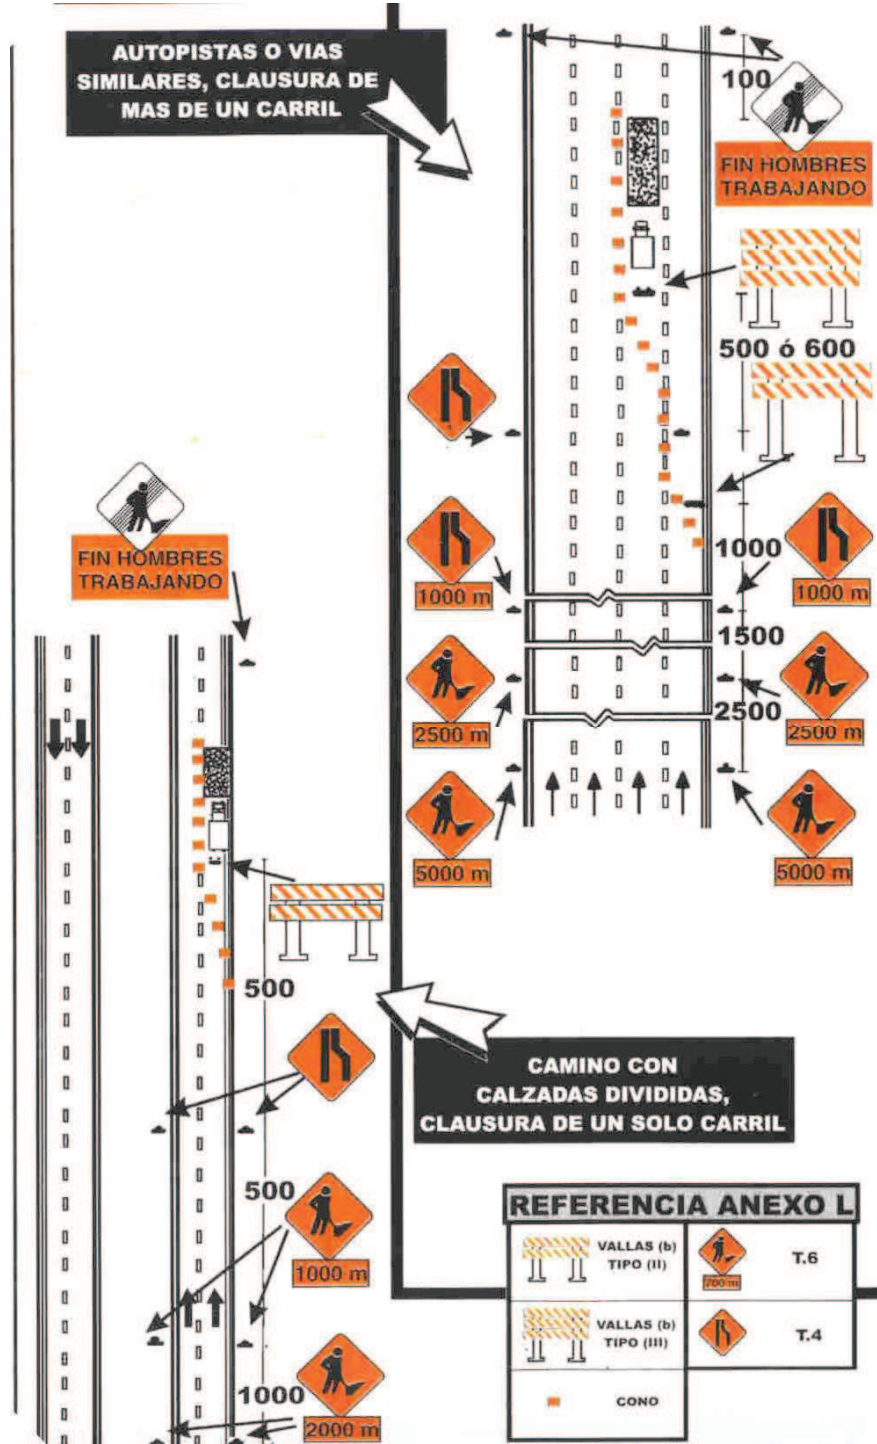 AUTOPISTAS O VIAS
SIMILARES, CLAUSURA DE
MAS DE UN CARRIL
100
FIN HOMBRES
TRABAJANDO
500 ó 600
1000
1000 m
1000 m
1500
2500 m
2500 m
2500
5000 m
5000 m
FIN HOMBRES
TRABAJANDO
500
500
1000 m
1000
2000 m
CAMINO CON
CALZADAS DIVIDIDAS,
CLAUSURA DE UN SOLO CARRIL
REFERENCIA ANEXO L
VALLAS (b)
TIPO (II)
700 m
T.6
VALLAS (b)
TIPO (III)
T.4
CONO